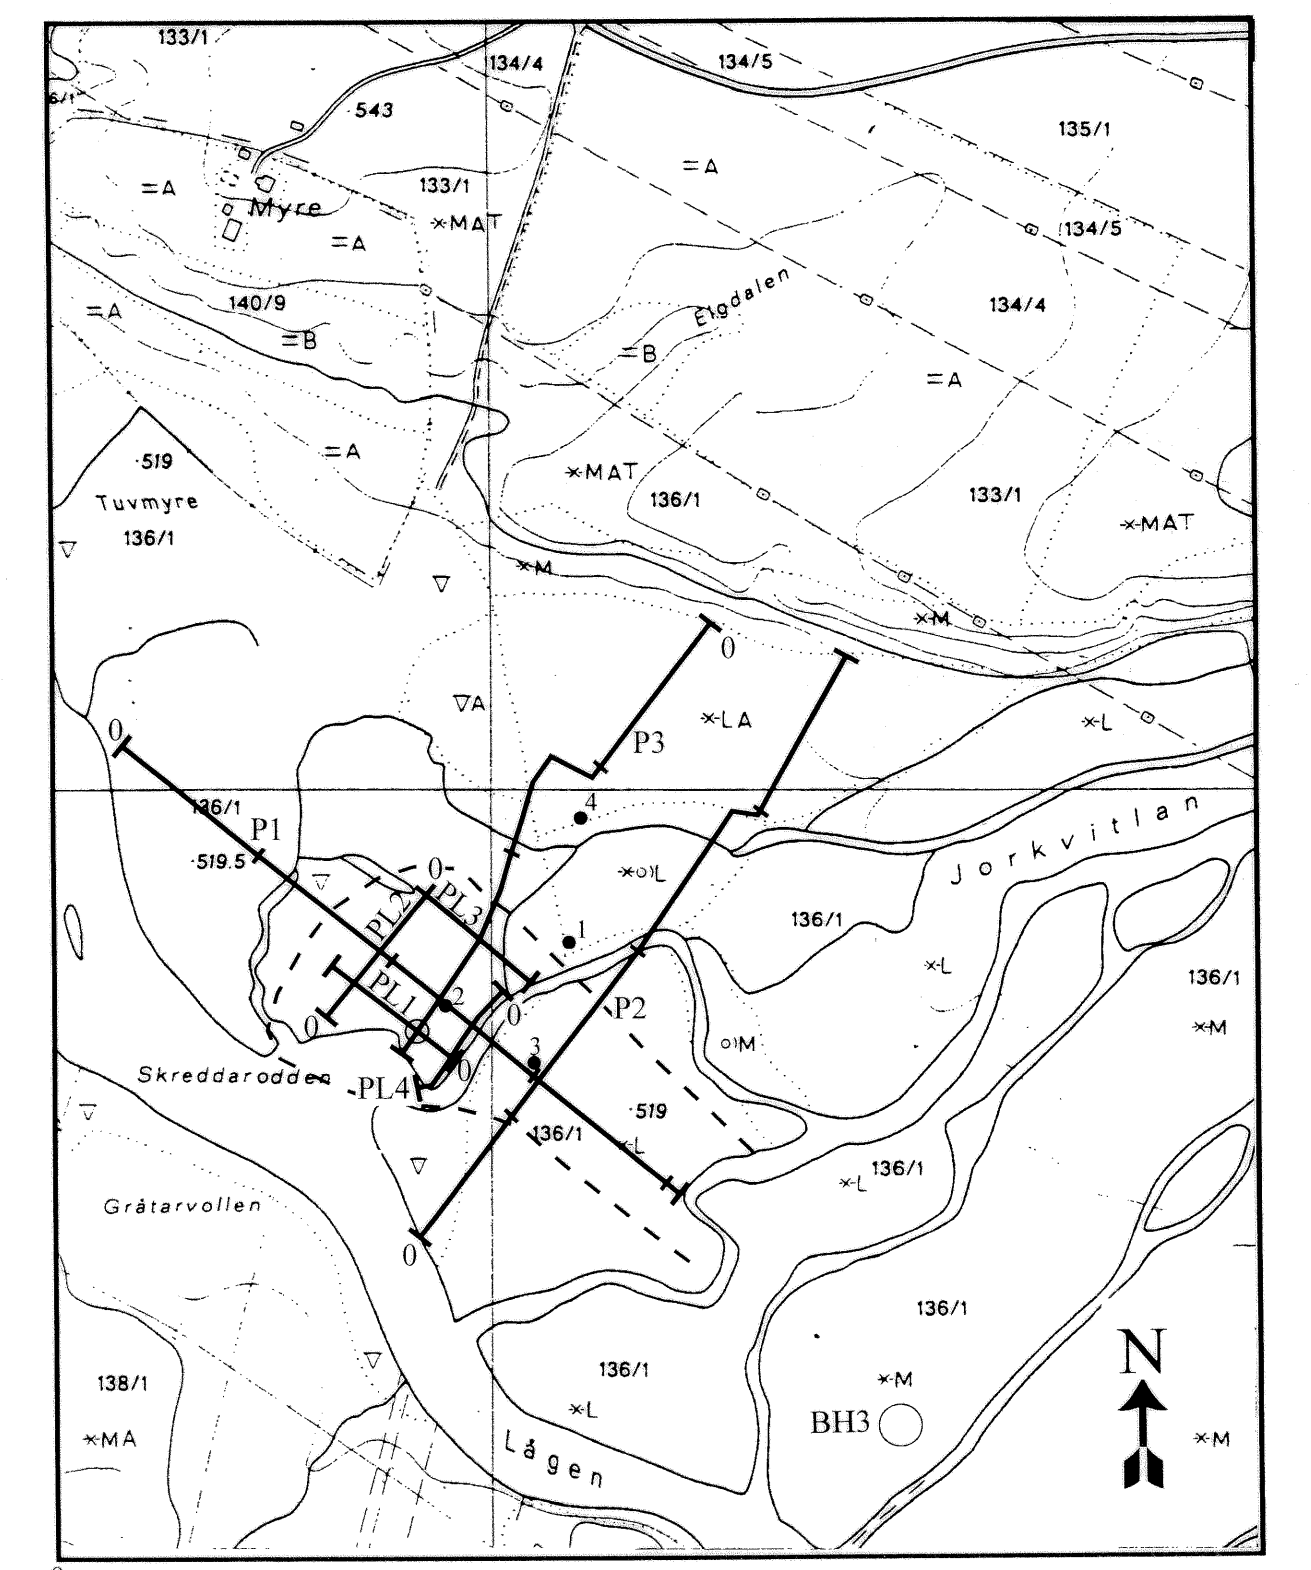 133/1
134/4
134/5
6/1
543
135/1
=A
=A
133/1
Myre
MAT
134/5
=A
Elgdalen
140/9
134/4
=A
=B
=B
=A
=A
519
MAT
136/1
133/1
Tuvmyre
MAT
136/1
M
M
0
A
LA
L
P3
0
136/1
4
Jorkvitlan
P1
519.5
0
L
PL2
PL3
136/1
1
L
136/1
PL1
2
0
0
P2
M
M
3
Skreddarodden
0
PL4
519
136/1
L
136/1
L
Gråtarvollen
0
136/1
N
136/1
138/1
M
L
BH3
MA
Lågen
M